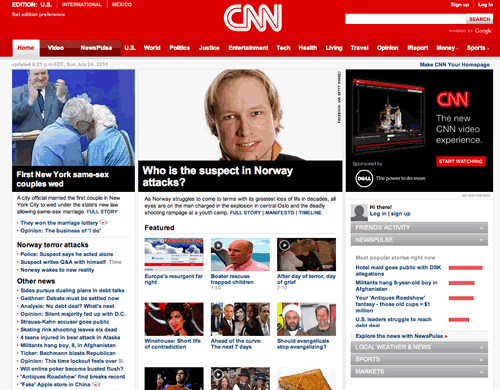 EDITION: U.S. INTERNATIONAL MÉXICO
Set edition preference
CNN
Sign up Log in
SEARCH
POWERED BY Google
Home Video NewsPulse U.S. World Politics Justice Entertainment Tech Health Living Travel Opinion iReport Money Sports
updated 9:23 p.m. EDT, Sun July 24, 2011
Make CNN Your Homepage
First New York same-sex
couples wed
A city official married the first couple in New
York City to wed under the state's new law
allowing same-sex marriage. FULL STORY
They won the marriage lottery
Opinion: The business of 'I do'
Norway terror attacks
Police: Suspect says he acted alone
Suspect writes Q&A with himself Time
Norway wakes to new reality
Other news
Sides pursue dueling plans in debt talks
Geithner: Debate must be settled now
Analysis: No debt deal? What's next
Opinion: Silent majority fed up with D.C.
Strauss-Kahn accuser goes public
Skating rink shooting leaves six dead
4 teens injured in bear attack in Alaska
Militants hang boy, 8, in Afghanistan
Ticker: Bachmann blasts Republican
Opinion: This time lockout feels over
Will online poker become busted flush?
'Antiques Roadshow' find breaks record
'Fake' Apple store in China
FACEBOOK VIA GETTY IMAGES
Who is the suspect in Norway
attacks?
As Norway struggles to come to terms with its greatest loss of life in decades, all
eyes are on the man charged in the explosion in central Oslo and the deadly
shooting rampage at a youth camp. FULL STORY | MANIFESTO | TIMELINE
Featured
Europe's resurgent far
right
Boater rescues
trapped children
1:59
After day of terror, day
of grief
2:10
Winehouse: Short life
of contradiction
Ahead of the curve:
The next 7 days
Should evangelicals
stop evangelizing?
CNN
The new
CNN video
experience.
Sponsored by
DELL
The power to do more
START WATCHING
ADVERTISEMENT
Hi there!
Log in | sign up
FRIENDS' ACTIVITY
NEWSPULSE
Most popular stories right now
Hotel maid goes public with DSK
allegations
Militants hang 8-year-old boy in
Afghanistan
Your 'Antiques Roadshow'
fantasy - those old cups = $1
million
U.S. leaders struggle to reach
debt deal
Explore the news with NewsPulse
LOCAL WEATHER & NEWS
SPORTS
MARKETS